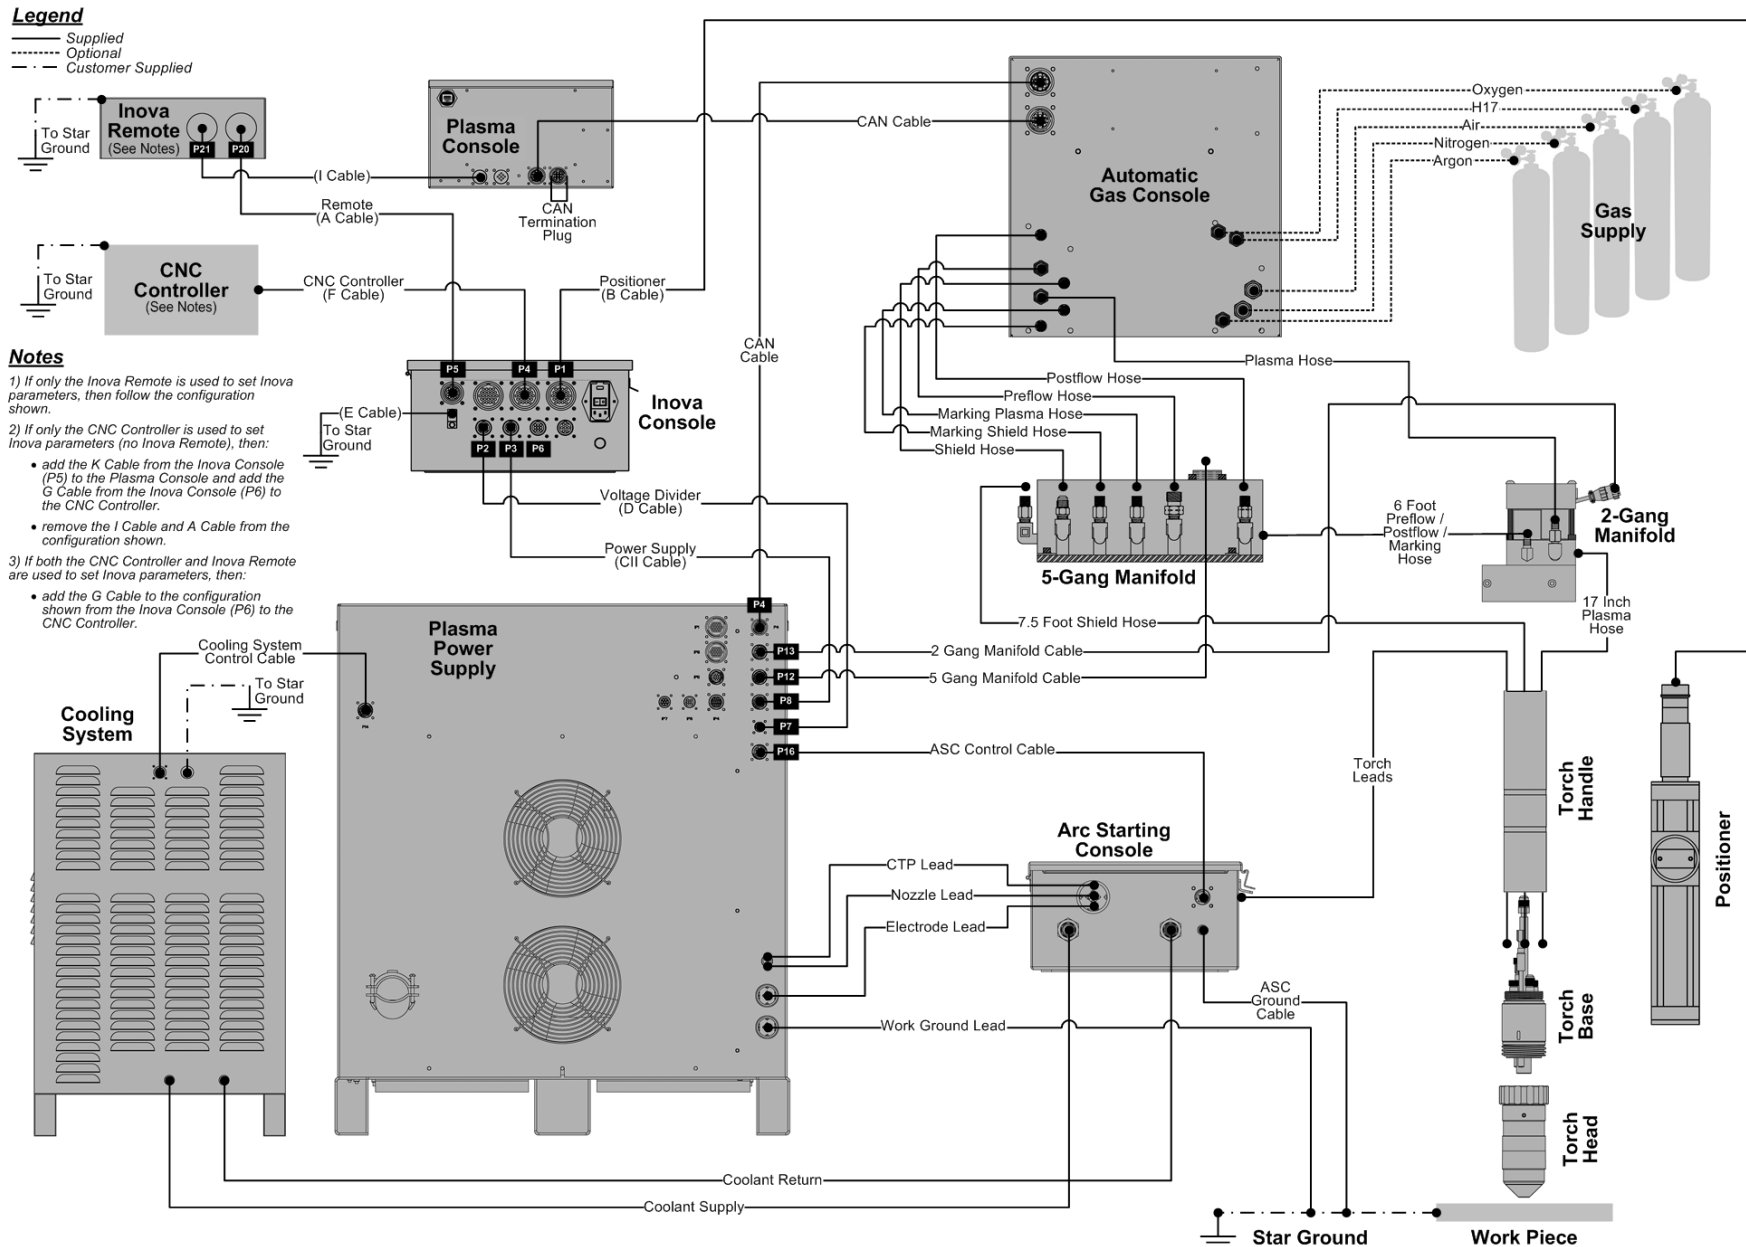 Legend
Supplied
Optional
Customer Supplied
Inova
Remote
(See Notes)
P21
P20
To Star
Ground
(I Cable)
Remote
(A Cable)
Plasma
Console
CAN
Termination
Plug
CAN Cable
Automatic
Gas Console
Oxygen
H17
Air
Nitrogen
Argon
Gas
Supply
CNC
Controller
(See Notes)
To Star
Ground
CNC Controller
(F Cable)
Positioner
(B Cable)
CAN
Cable
Notes
1) If only the Inova Remote is used to set Inova
parameters, then follow the configuration
shown.
2) If only the CNC Controller is used to set
Inova parameters (no Inova Remote), then:
• add the K Cable from the Inova Console
(P5) to the Plasma Console and add the
G Cable from the Inova Console (P6) to
the CNC Controller.
• remove the I Cable and A Cable from the
configuration shown.
3) If both the CNC Controller and Inova Remote
are used to set Inova parameters, then:
• add the G Cable to the configuration
shown from the Inova Console (P6) to the
CNC Controller.
P5
P4
P1
(E Cable)
To Star
Ground
P2
P3
P6
Inova
Console
Voltage Divider
(D Cable)
Power Supply
(CII Cable)
Plasma Hose
Postflow Hose
Preflow Hose
Marking Plasma Hose
Marking Shield Hose
Shield Hose
5-Gang Manifold
6 Foot
Preflow /
Postflow /
Marking
Hose
2-Gang
Manifold
17 Inch
Plasma
Hose
7.5 Foot Shield Hose
2 Gang Manifold Cable
5 Gang Manifold Cable
Cooling System
Control Cable
To Star
Ground
Cooling
System
Plasma
Power
Supply
P4
P13
P12
P8
P7
P16
ASC Control Cable
Torch
Leads
Torch
Handle
Positioner
Arc Starting
Console
CTP Lead
Nozzle Lead
Electrode Lead
Work Ground Lead
ASC
Ground
Cable
Torch
Base
Torch
Head
Coolant Return
Coolant Supply
Star Ground
Work Piece